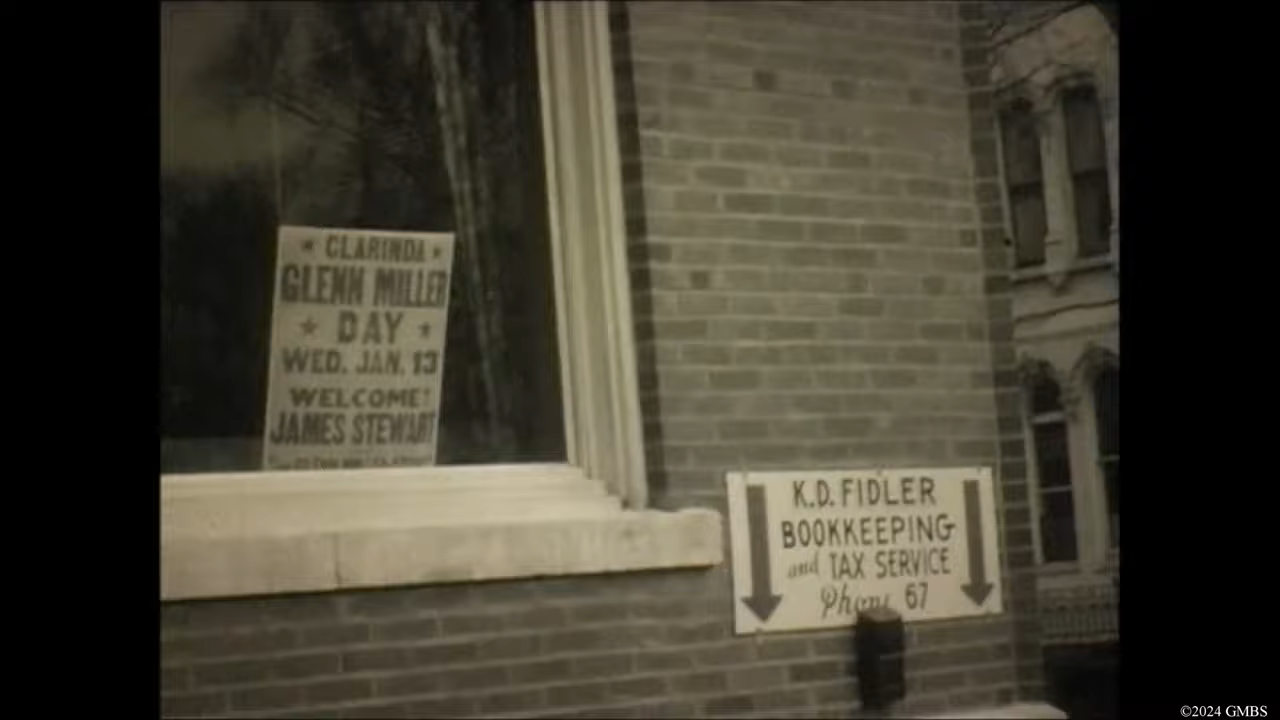 ★ CLARINDA ★
GLENN MILLER
★ DAY ★
WED. JAN. 13
WELCOME!
JAMES STEWART
K.D. FIDLER
BOOKKEEPING
and TAX SERVICE
Phone 67
©2024 GMBS